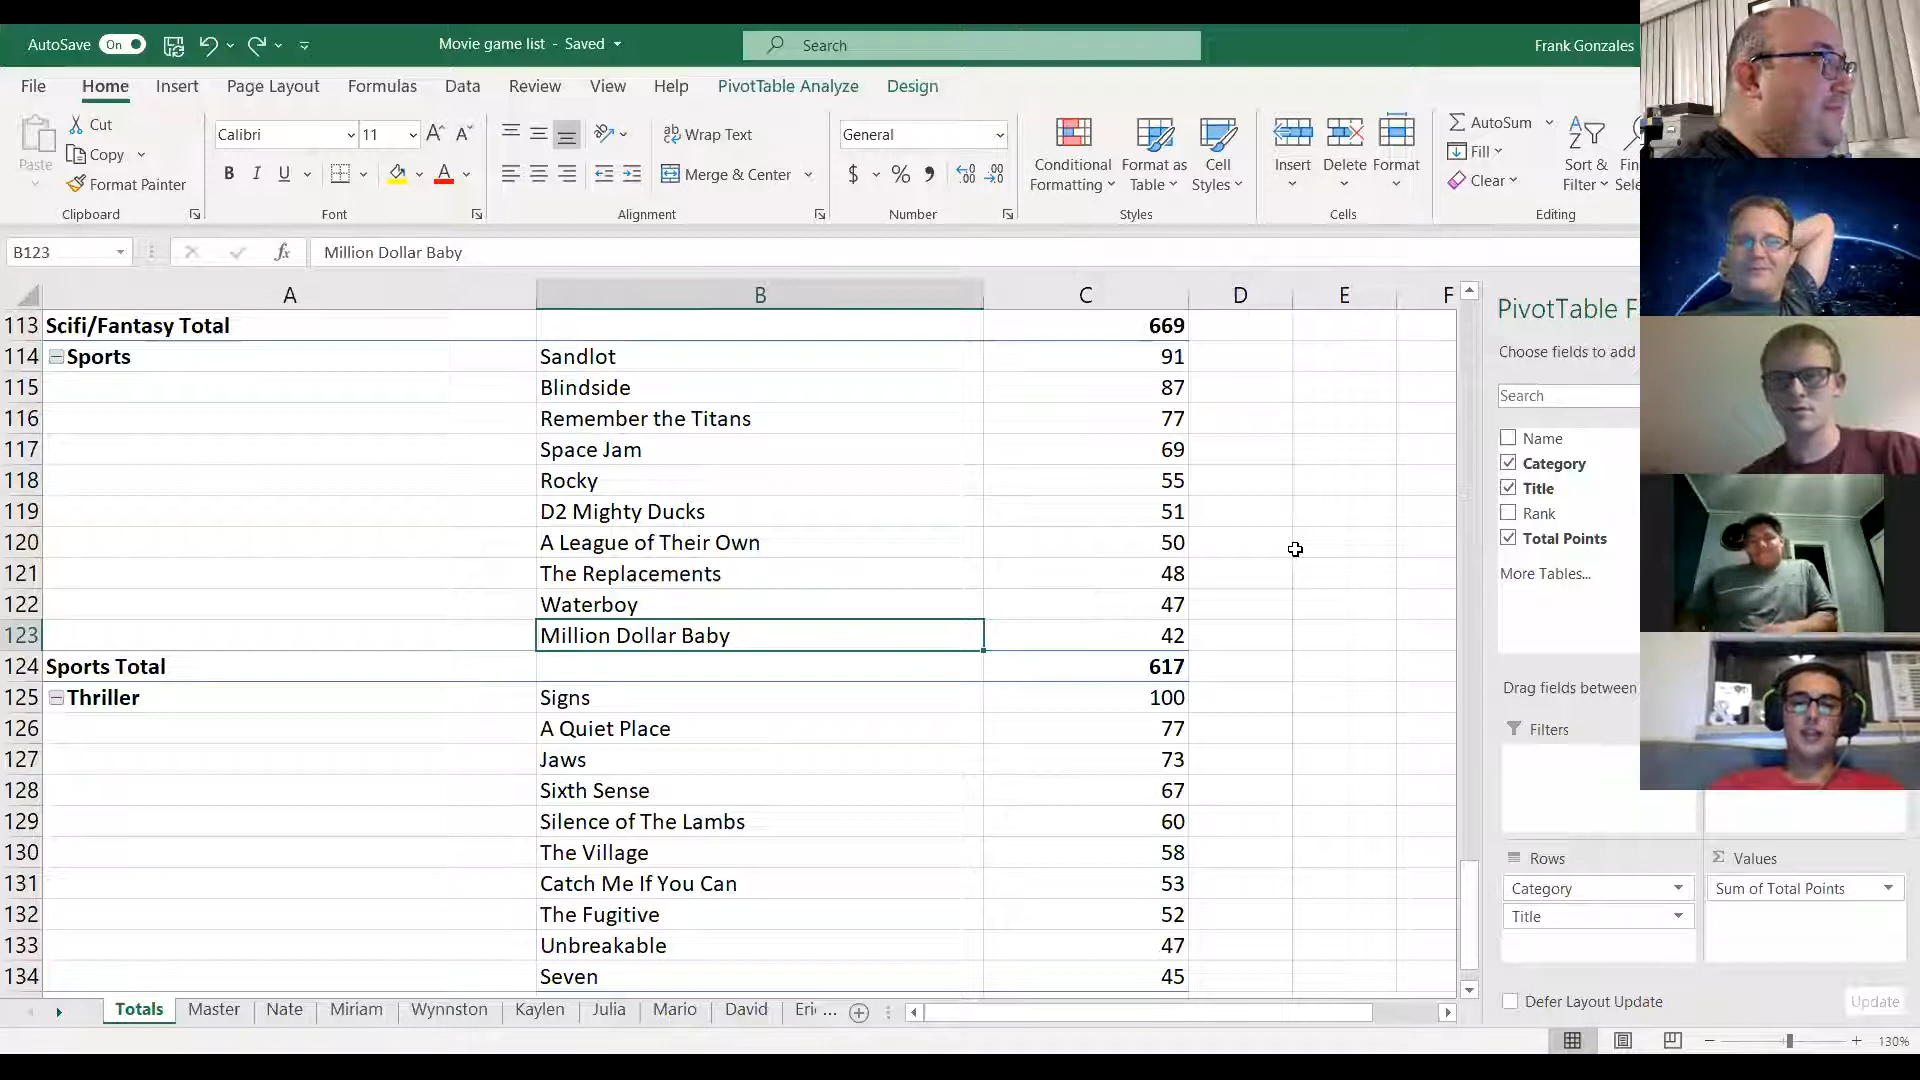 AutoSave On Movie game list - Saved Search Frank Gonzales
File Home Insert Page Layout Formulas Data Review View Help PivotTable Analyze Design
Paste Cut Copy Format Painter
Calibri 11
B I U
Wrap Text
Merge & Center
General
$ %
Conditional Formatting Format as Table Cell Styles
Insert Delete Format
AutoSum
Fill
Clear
Sort & Filter
Clipboard Font Alignment Number Styles Cells Editing
B123 fx Million Dollar Baby
A B C D E F
113 Scifi/Fantasy Total 669
114 Sports Sandlot 91
115 Blindside 87
116 Remember the Titans 77
117 Space Jam 69
118 Rocky 55
119 D2 Mighty Ducks 51
120 A League of Their Own 50
121 The Replacements 48
122 Waterboy 47
123 Million Dollar Baby 42
124 Sports Total 617
125 Thriller Signs 100
126 A Quiet Place 77
127 Jaws 73
128 Sixth Sense 67
129 Silence of The Lambs 60
130 The Village 58
131 Catch Me If You Can 53
132 The Fugitive 52
133 Unbreakable 47
134 Seven 45
PivotTable F
Choose fields to add
Search
Name
Category
Title
Rank
Total Points
More Tables...
Drag fields between
Filters
Rows
Σ Values
Category
Sum of Total Points
Title
Defer Layout Update Update
Totals Master Nate Miriam Wynnston Kaylen Julia Mario David Eri ...
130%